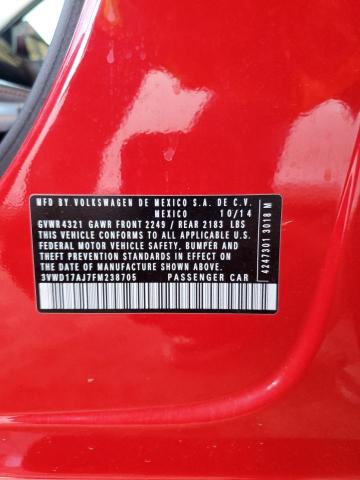 MFD. BY VOLKSWAGEN DE MEXICO S.A. DE C.V.
MEXICO 10/14
GVWR4321 GAWR FRONT 2249 / REAR 2183 LBS
THIS VEHICLE CONFORMS TO ALL APPLICABLE U.S.
FEDERAL MOTOR VEHICLE SAFETY, BUMPER AND
THEFT PREVENTION STANDARDS IN EFFECT ON
THE DATE OF MANUFACTURE SHOWN ABOVE.
3VWD17AJ7FM238705 PASSENGER CAR
4247301 3018 M